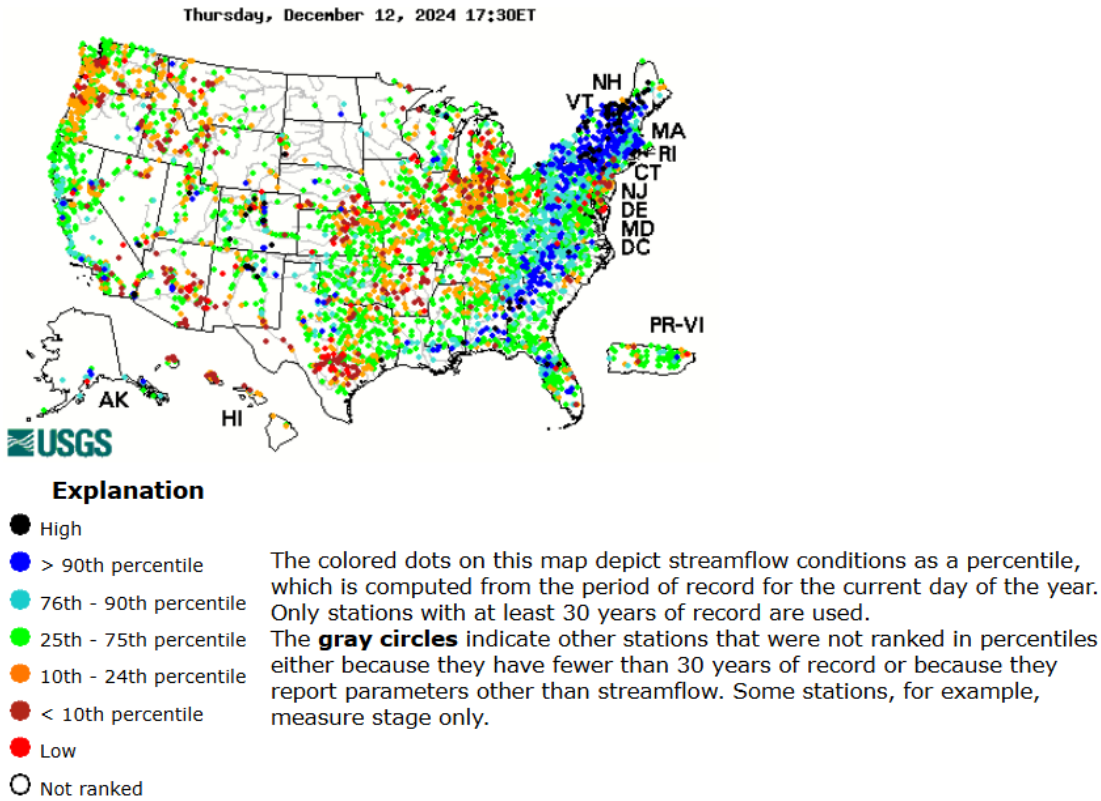 Thursday, December 12, 2024 17:30ET
NH
VT
MA
RI
CT
NJ
DE
MD
DC
PR-VI
AK
HI
USGS
Explanation
High
> 90th percentile
76th - 90th percentile
25th - 75th percentile
10th - 24th percentile
< 10th percentile
Low
Not ranked
The colored dots on this map depict streamflow conditions as a percentile,
which is computed from the period of record for the current day of the year.
Only stations with at least 30 years of record are used.
The gray circles indicate other stations that were not ranked in percentiles
either because they have fewer than 30 years of record or because they
report parameters other than streamflow. Some stations, for example,
measure stage only.